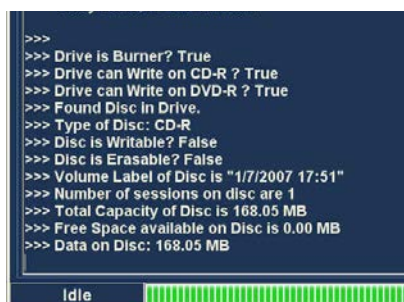 >>>
>>> Drive is Burner? True
>>> Drive can Write on CD-R ? True
>>> Drive can Write on DVD-R ? True
>>> Found Disc in Drive.
>>> Type of Disc: CD-R
>>> Disc is Writable? False
>>> Disc is Erasable? False
>>> Volume Label of Disc is "1/7/2007 17:51"
>>> Number of sessions on disc are 1
>>> Total Capacity of Disc is 168.05 MB
>>> Free Space available on Disc is 0.00 MB
>>> Data on Disc: 168.05 MB
Idle